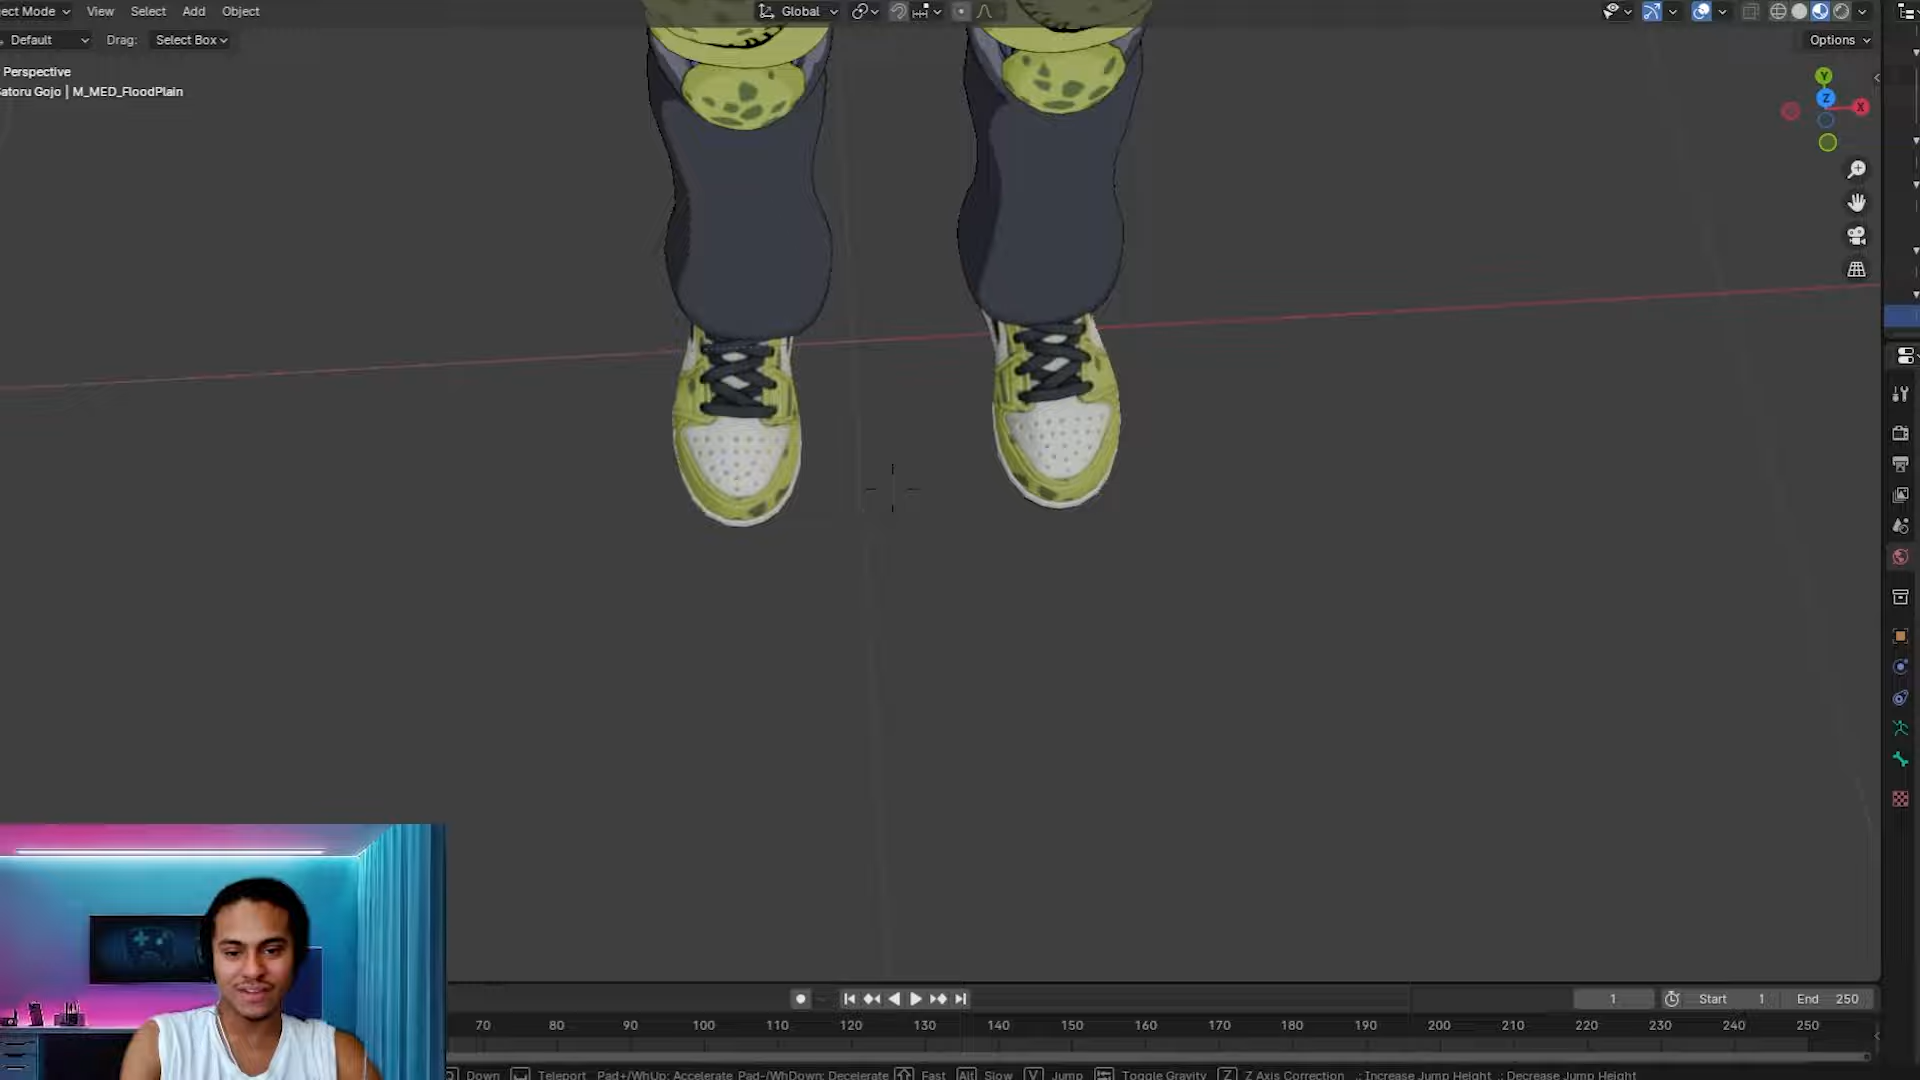 ect Mode View Select Add Object Global
Default Drag: Select Box Options
Perspective
atoru Gojo | M_MED_FloodPlain
Y
Z
X
1 Start 1 End 250
70 80 90 100 110 120 130 140 150 160 170 180 190 200 210 220 230 240 250
Down Teleport Pad+/WhUp: Accelerate Pad-/WhDown: Decelerate Fast Alt Slow V Jump Toggle Gravity Z Z Axis Correction .: Increase Jump Height ,: Decrease Jump Height